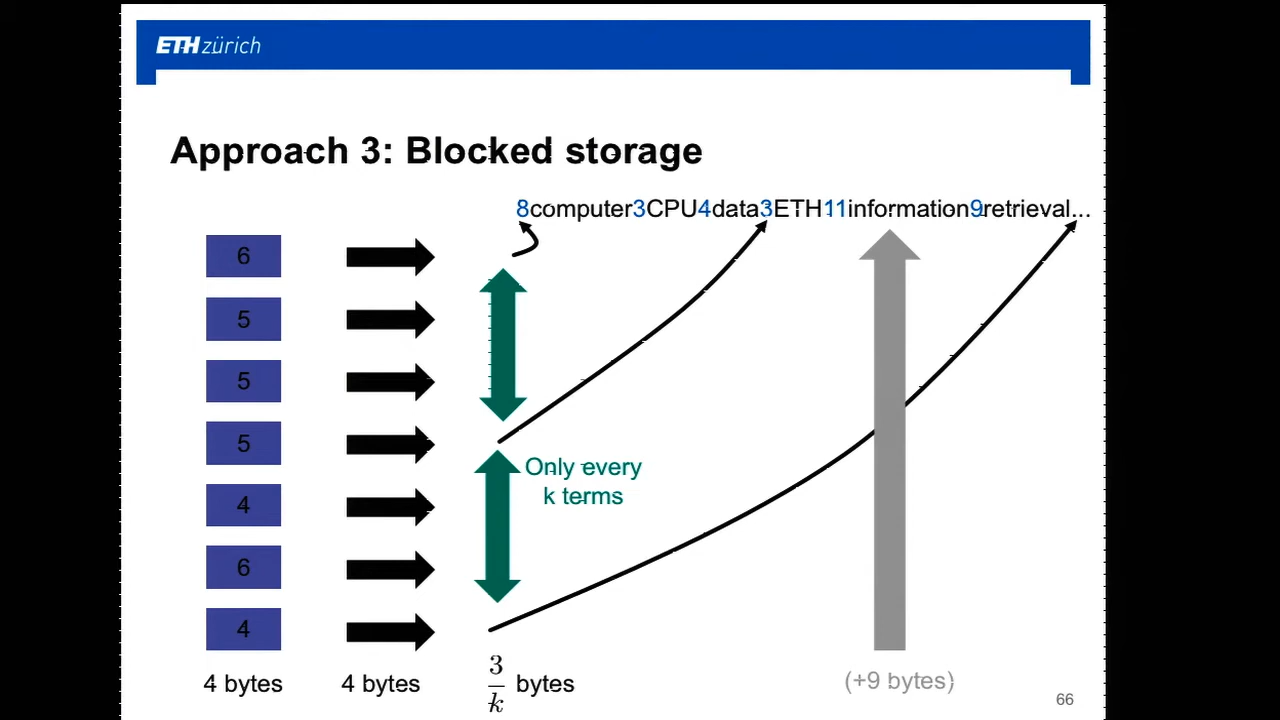 ETH zürich
Approach 3: Blocked storage
8computer3CPU4data3ETH11information9retrieval...
6
5
5
5
4
6
4
Only every
k terms
4 bytes
4 bytes
3
k
bytes
(+9 bytes)
66